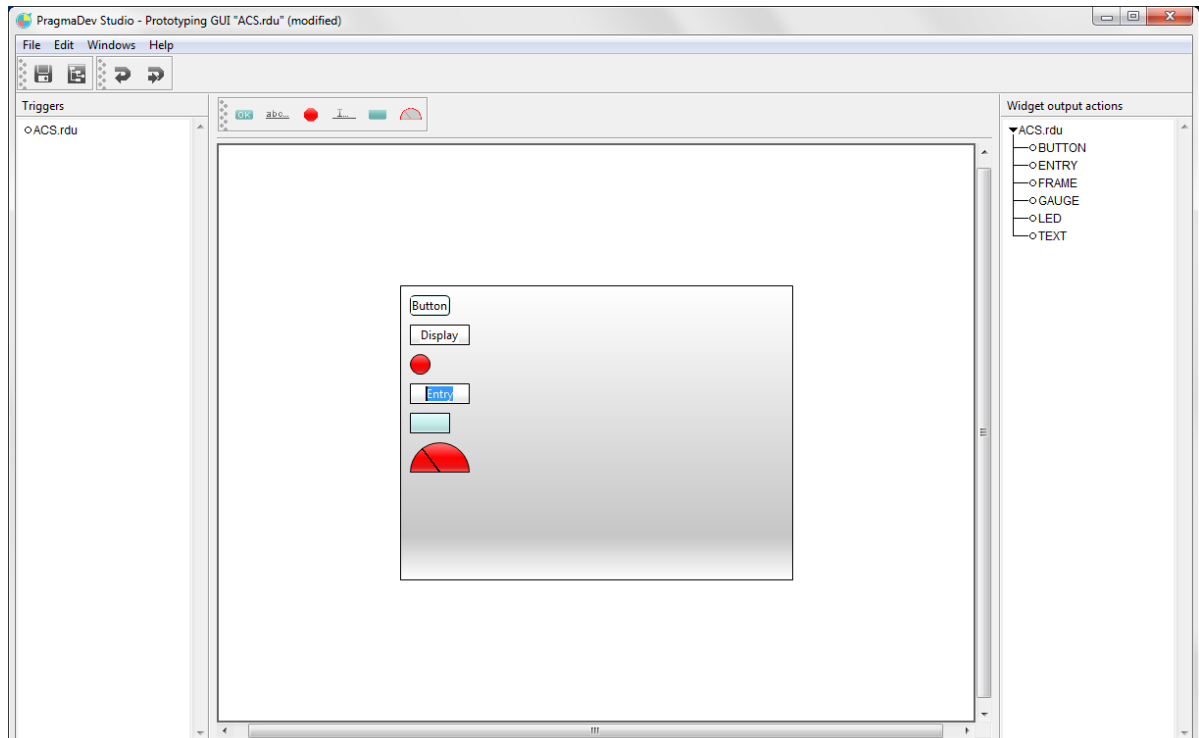 PragmaDev Studio - Prototyping GUI "ACS.rdu" (modified)
File Edit Windows Help
Triggers
ACS.rdu
OK abc... I...
Widget output actions
ACS.rdu
BUTTON
ENTRY
FRAME
GAUGE
LED
TEXT
Button
Display
Entry